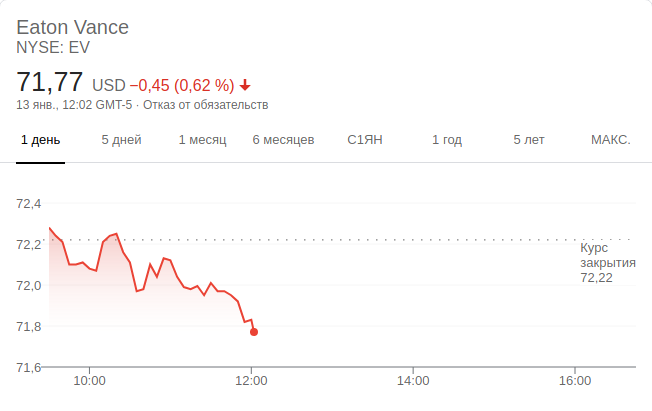 Eaton Vance
NYSE: EV
71,77 USD −0,45 (0,62 %)
13 янв., 12:02 GMT-5 · Отказ от обязательств
1 день 5 дней 1 месяц 6 месяцев С1ЯН 1 год 5 лет МАКС.
72,4
72,2
Курс
закрытия
72,22
72,0
71,8
71,6
10:00 12:00 14:00 16:00